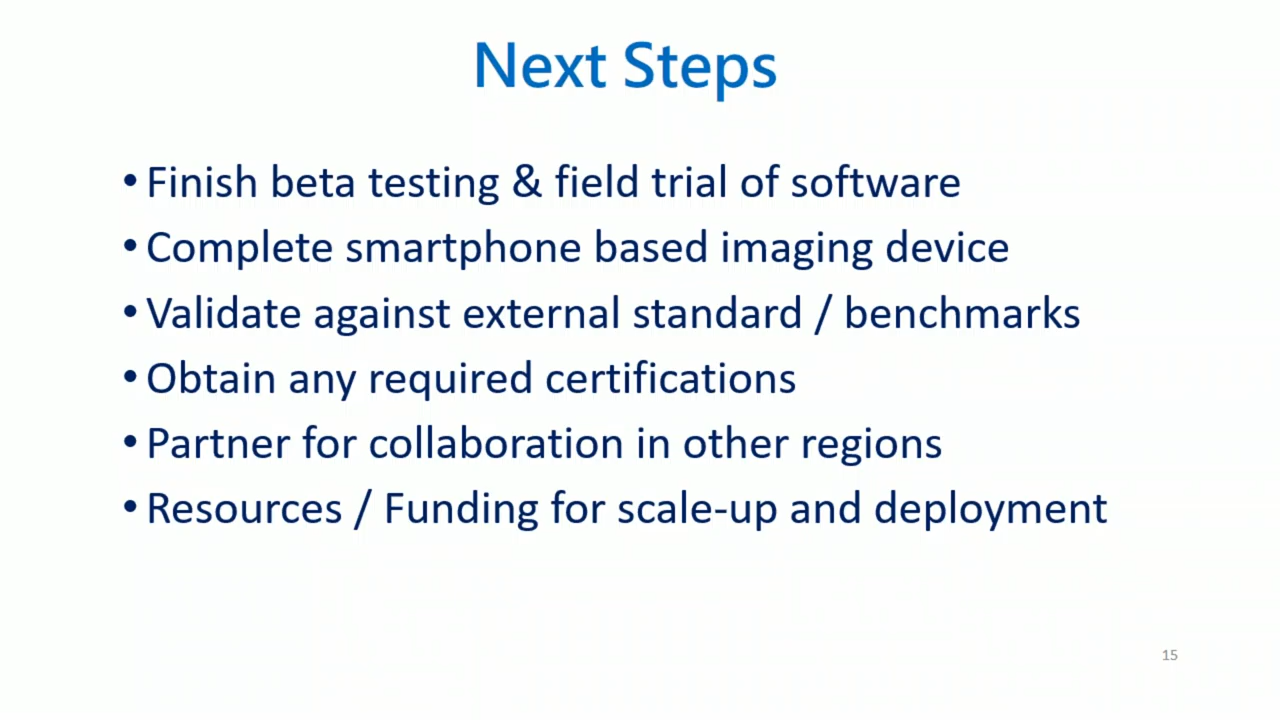 Next Steps
• Finish beta testing & field trial of software
• Complete smartphone based imaging device
• Validate against external standard / benchmarks
• Obtain any required certifications
• Partner for collaboration in other regions
• Resources / Funding for scale-up and deployment
15